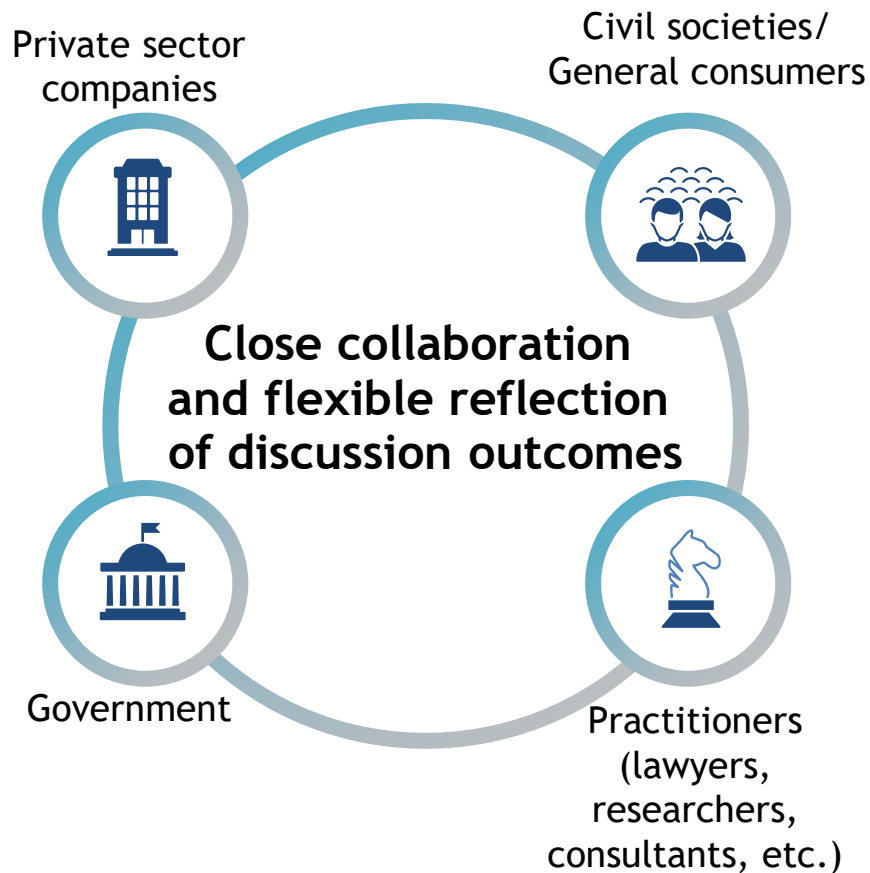 Private sector
companies
Civil societies/
General consumers
Close collaboration
and flexible reflection
of discussion outcomes
Government
Practitioners
(lawyers,
researchers,
consultants, etc.)